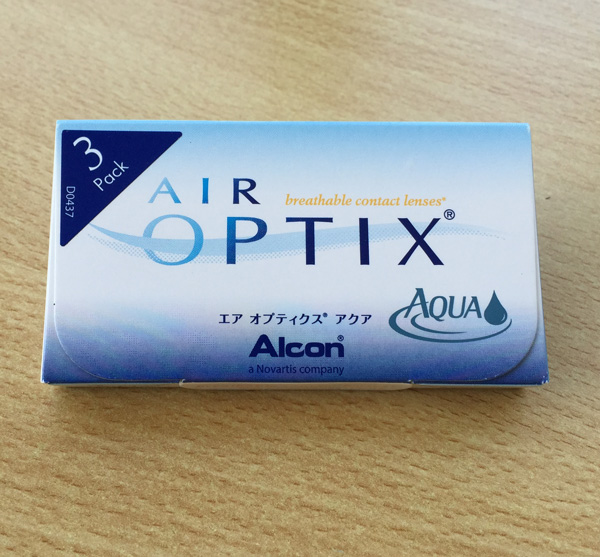 3
Pack
D0437
AIR
breathable contact lenses®
OPTIX®
エア オプティクス® アクア
AQUA
Alcon®
a Novartis company